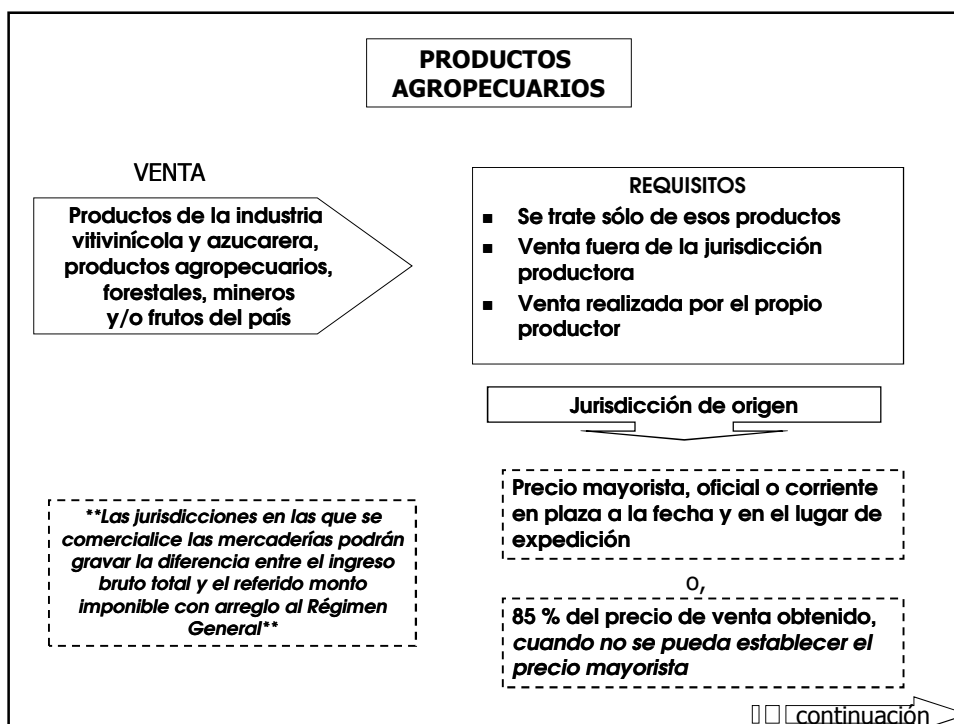 PRODUCTOS
AGROPECUARIOS
VENTA
Productos de la industria
vitivinícola y azucarera,
productos agropecuarios,
forestales, mineros
y/o frutos del país
REQUISITOS
▪ Se trate sólo de esos productos
▪ Venta fuera de la jurisdicción
productora
▪ Venta realizada por el propio
productor
Jurisdicción de origen
Precio mayorista, oficial o corriente
en plaza a la fecha y en el lugar de
expedición
o,
85 % del precio de venta obtenido,
cuando no se pueda establecer el
precio mayorista
**Las jurisdicciones en las que se
comercialice las mercaderías podrán
gravar la diferencia entre el ingreso
bruto total y el referido monto
imponible con arreglo al Régimen
General**
continuación